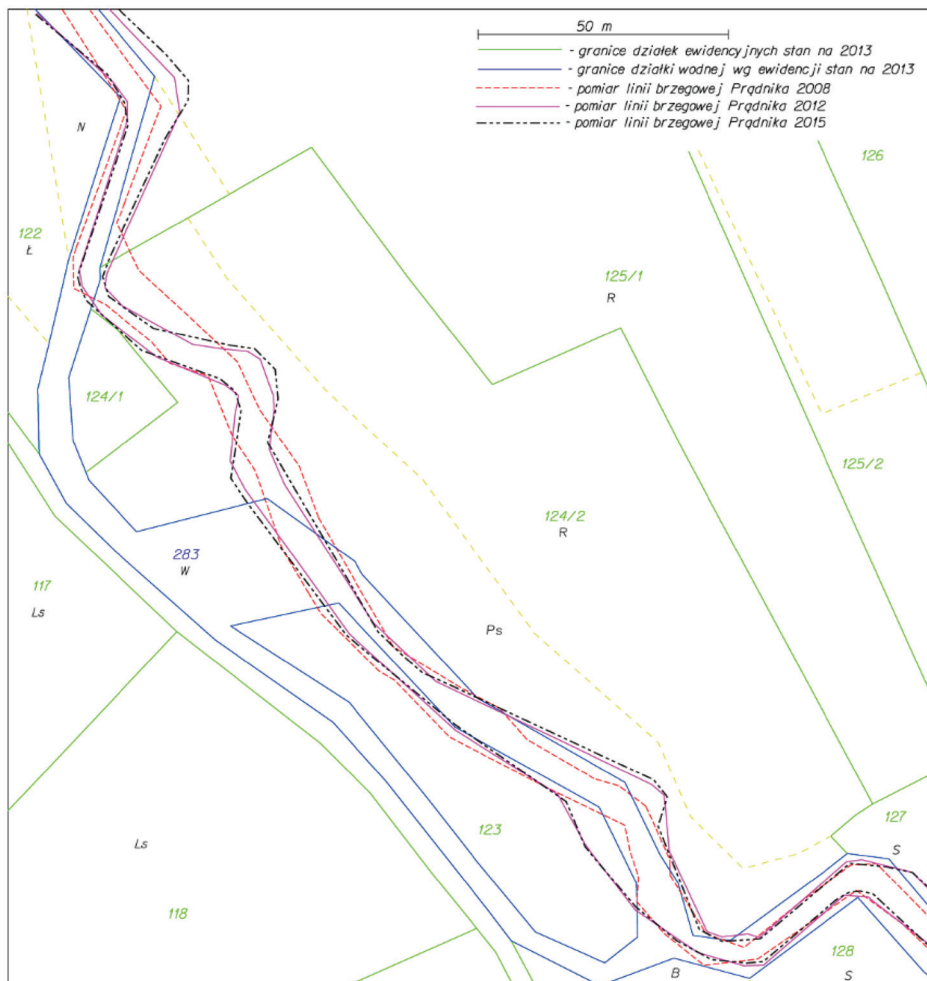 50 m
- granice działek ewidencyjnych stan na 2013
- granice działki wodnej wg ewidencji stan na 2013
- pomiar linii brzegowej Prądnika 2008
- pomiar linii brzegowej Prądnika 2012
- pomiar linii brzegowej Prądnika 2015
N
126
122
Ł
125/1
R
124/1
125/2
124/2
R
283
W
117
Ls
Ps
123
127
S
Ls
118
128
B
S